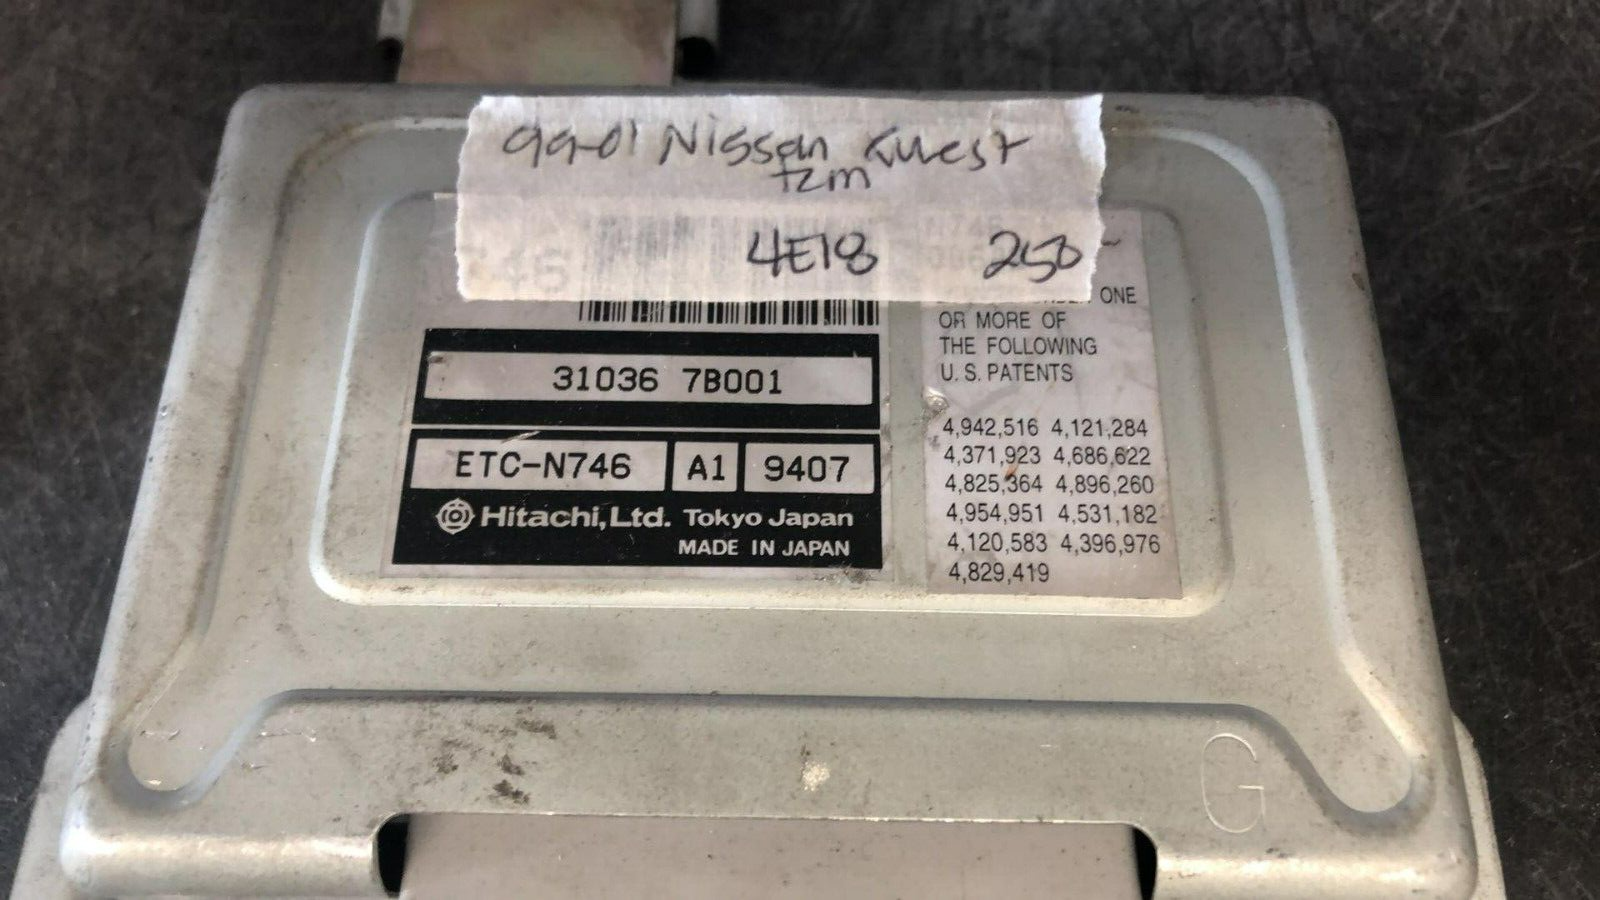 99-01 Nissan Quest
tzm
4E18 250-
ONE
OR MORE OF
THE FOLLOWING
U.S. PATENTS
31036 7B001
ETC-N746 A1 9407
Hitachi, Ltd. Tokyo Japan
MADE IN JAPAN
4,942,516 4,121,284
4,371,923 4,686,622
4,825,364 4,896,260
4,954,951 4,531,182
4,120,583 4,396,976
4,829,419
G